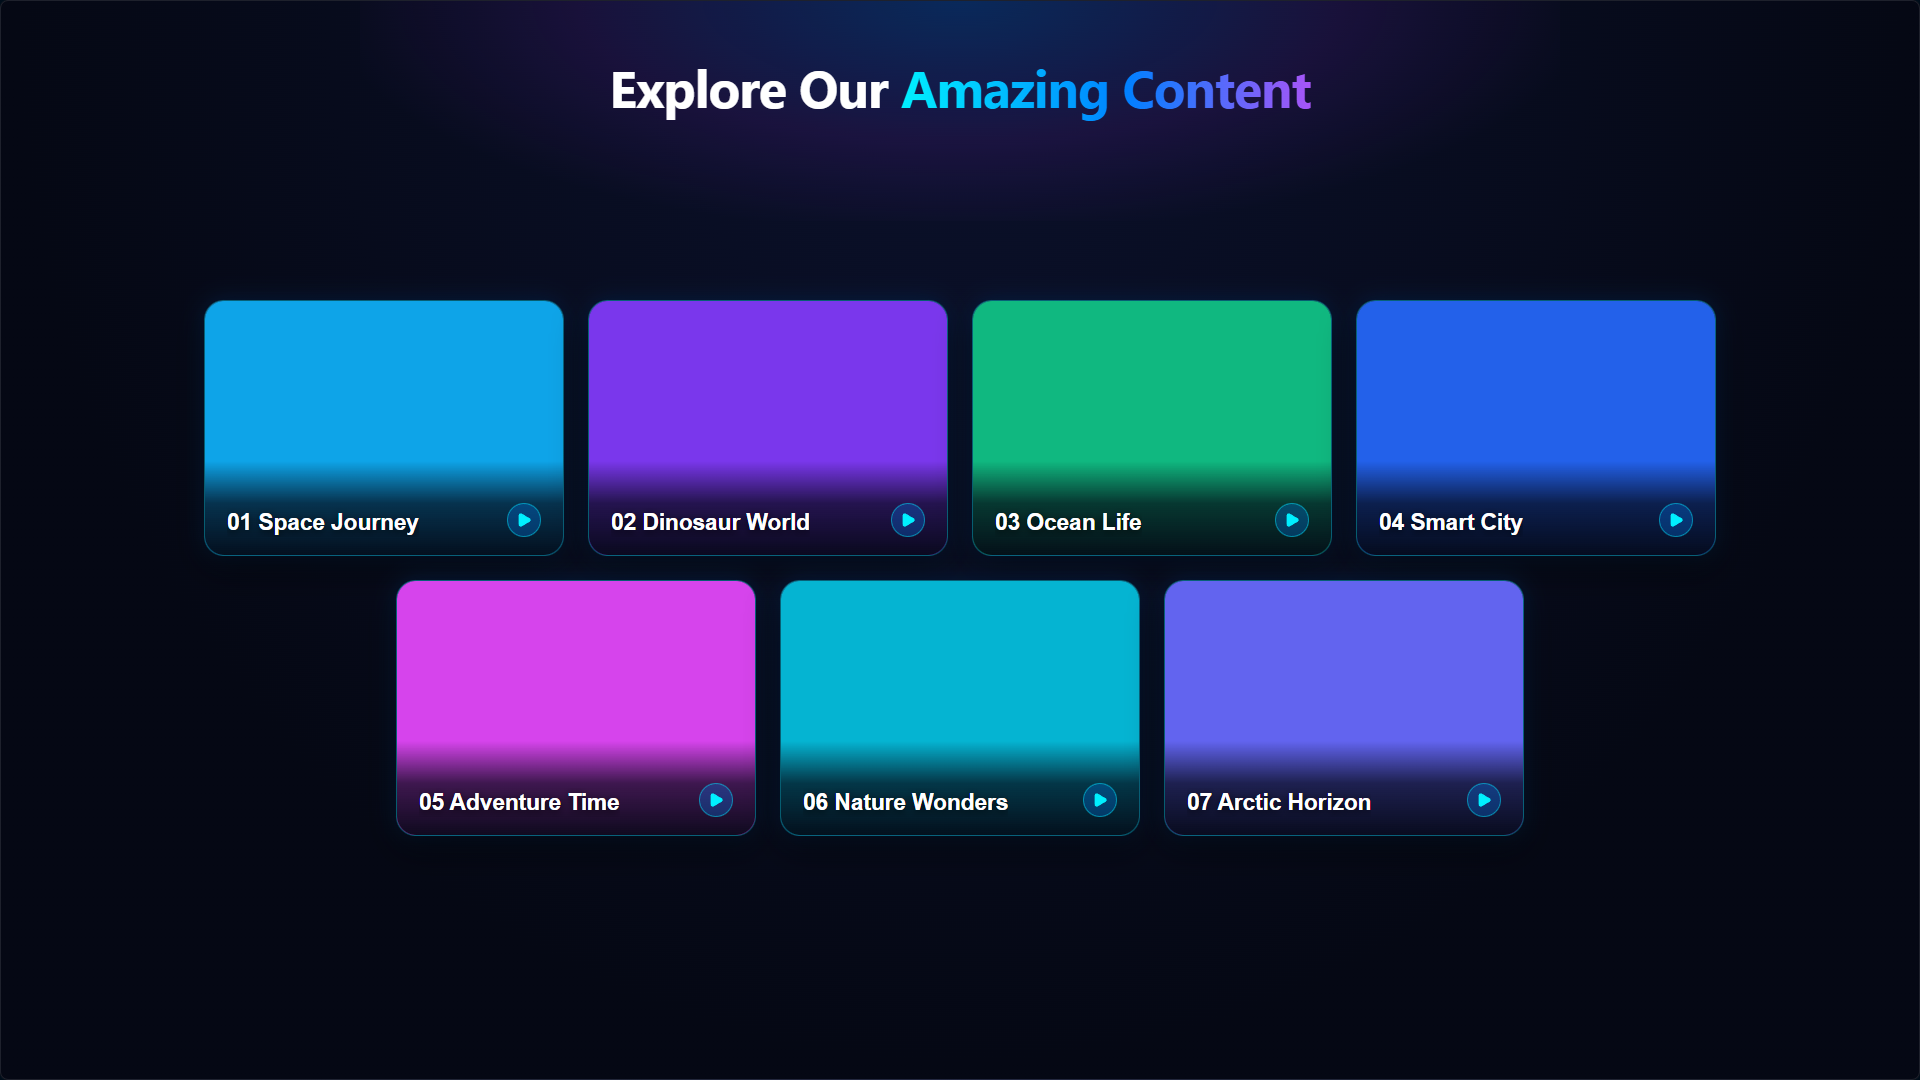 Explore Our Amazing Content
01 Space Journey
02 Dinosaur World
03 Ocean Life
04 Smart City
05 Adventure Time
06 Nature Wonders
07 Arctic Horizon